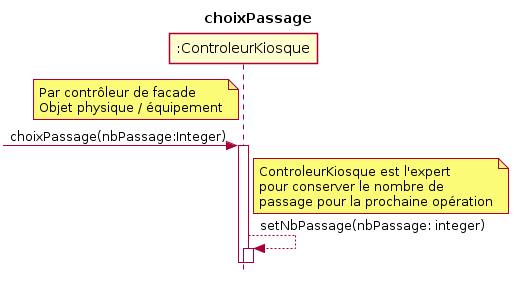 choixPassage
:ControleurKiosque
Par contrôleur de facade
Objet physique / équipement
choixPassage(nbPassage:Integer)
ControleurKiosque est l'expert
pour conserver le nombre de
passage pour la prochaine opération
setNbPassage(nbPassage: integer)